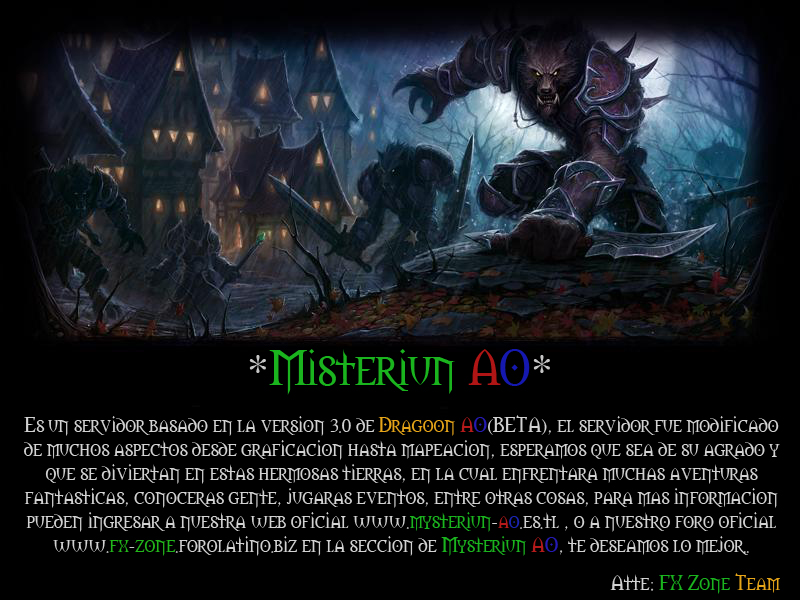 *Misteriun AO*
Es un servidor basado en la version 3.0 de Dragoon AO(BETA), el servidor fue modificado
de muchos aspectos desde graficacion hasta mapeacion, esperamos que sea de su agrado y
que se diviertan en estas hermosas tierras, en la cual enfrentara muchas aventuras
fantasticas, conoceras gente, jugaras eventos, entre otras cosas, para mas informacion
pueden ingresar a nuestra web oficial www.mysteriun-ao.es.tl , o a nuestro foro oficial
www.fx-zone.forolatino.biz en la seccion de Mysteriun AO, te deseamos lo mejor.
Atte: FX Zone Team